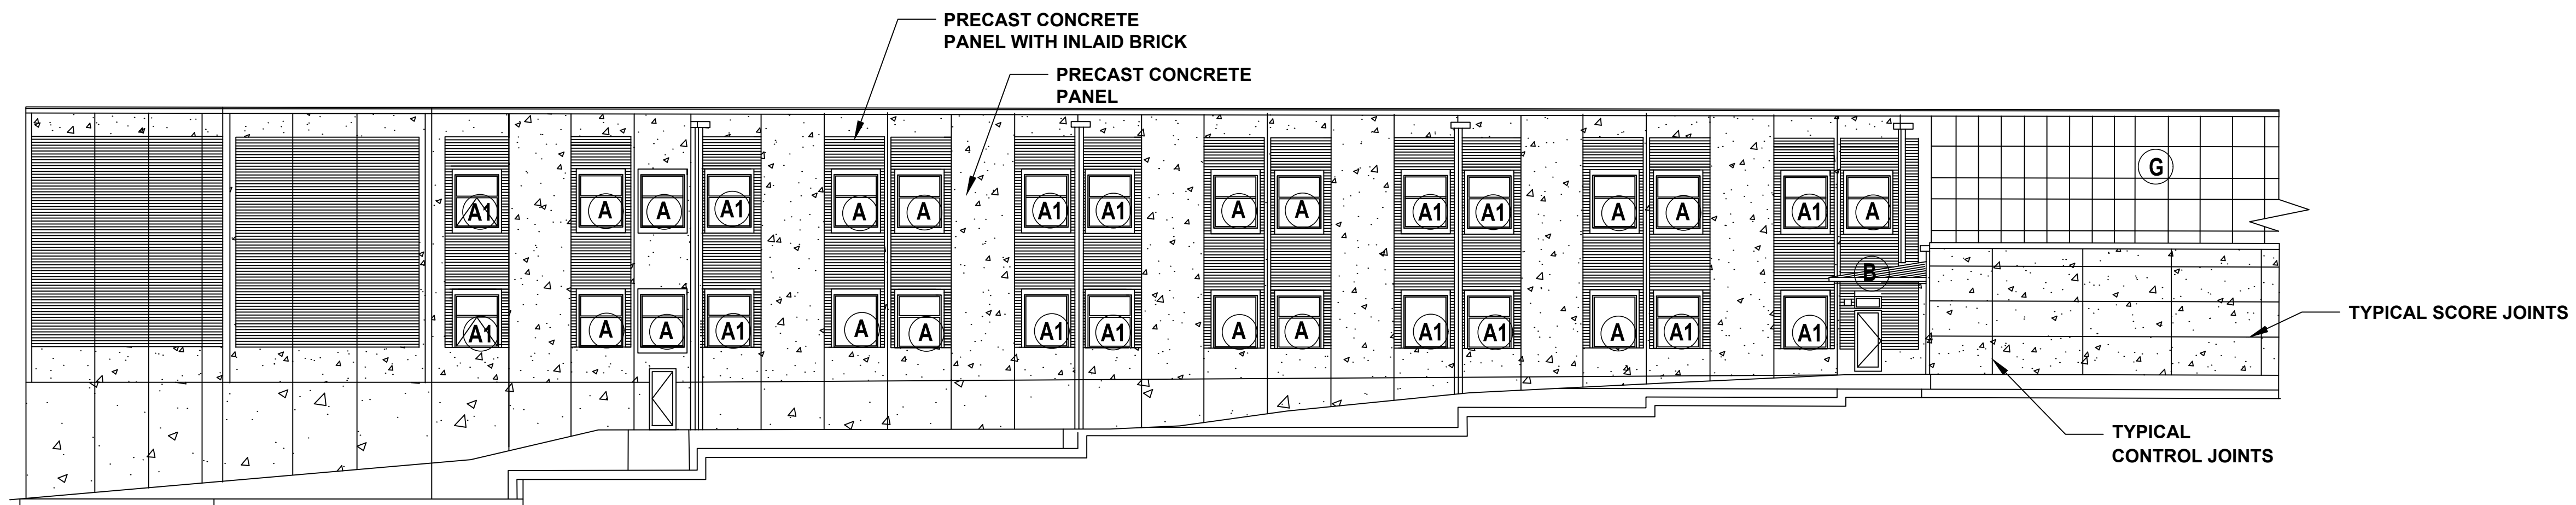 PRECAST CONCRETE
PANEL WITH INLAID BRICK
PRECAST CONCRETE
PANEL
G
A1 A A A1 A A A1 A1 A A A1 A1 A A A1 A
B
A1 A A A1 A A A1 A1 A A A1 A1 A A1 A1
TYPICAL SCORE JOINTS
TYPICAL
CONTROL JOINTS